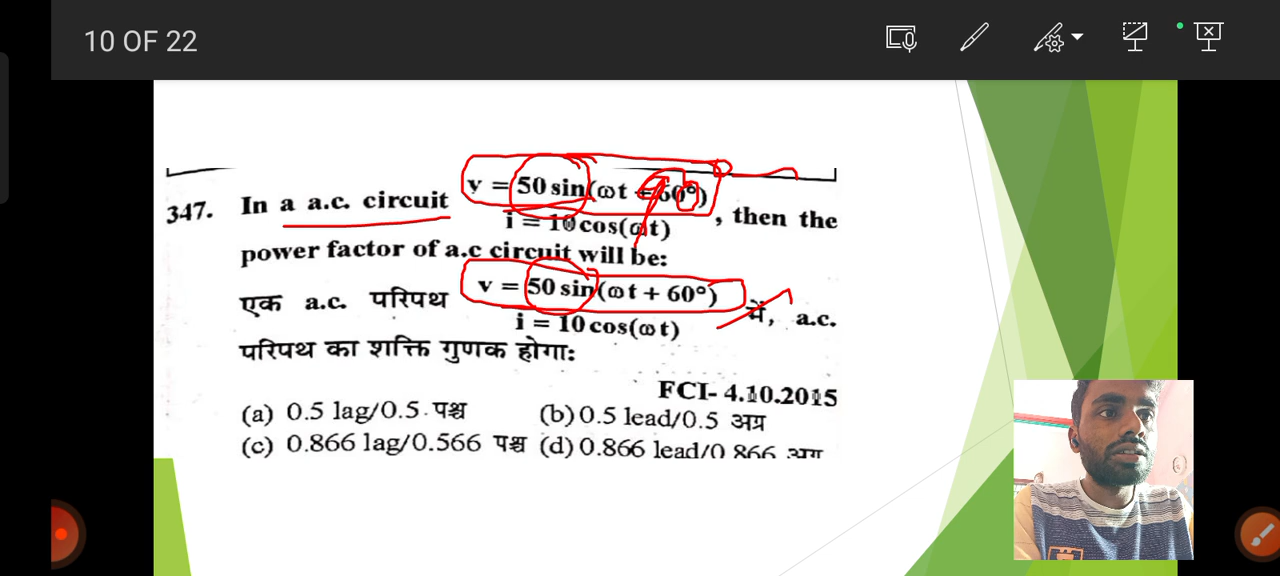 10 OF 22
347. In a a.c. circuit v = 50 sin(ωt + 60°)
i = 10 cos(ωt) , then the
power factor of a.c circuit will be:
एक a.c. परिपथ v = 50 sin(ωt + 60°) में, a.c.
i = 10 cos(ωt)
परिपथ का शक्ति गुणक होगा:
FCI- 4.10.2015
(a) 0.5 lag/0.5 पश्च (b) 0.5 lead/0.5 अग्र
(c) 0.866 lag/0.566 पश्च (d) 0.866 lead/0 866 अग्र